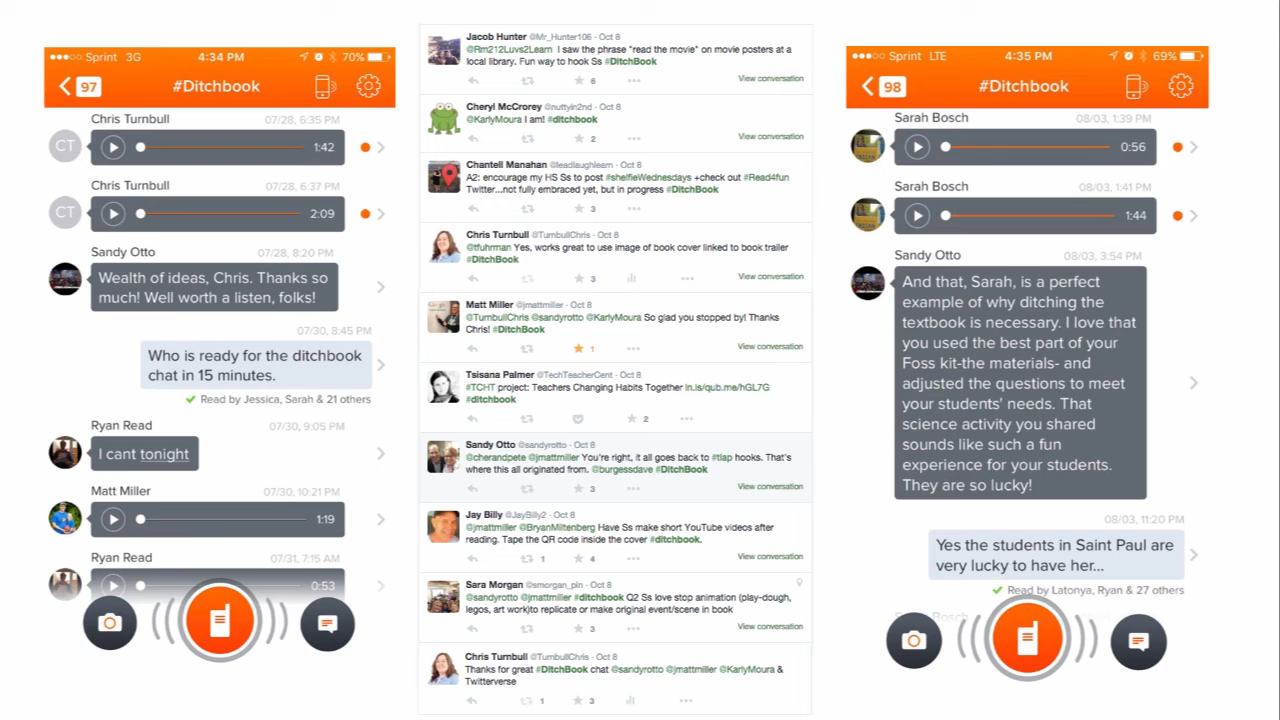 Sprint 3G 4:34 PM 70%
97 #Ditchbook
Chris Turnbull 07/28, 6:35 PM
CT 1:42
Chris Turnbull 07/28, 6:37 PM
CT 2:09
Sandy Otto 07/28, 8:20 PM
Wealth of ideas, Chris. Thanks so
much! Well worth a listen, folks!
07/30, 8:45 PM
Who is ready for the ditchbook
chat in 15 minutes.
Read by Jessica, Sarah & 21 others
Ryan Read 07/30, 9:05 PM
I cant tonight
Matt Miller 07/30, 10:21 PM
1:19
Ryan Read 07/31, 7:15 AM
0:53
Jacob Hunter @Mr_Hunter106 · Oct 8
@Rm212Luvs2Learn I saw the phrase "read the movie" on movie posters at a
local library. Fun way to hook Ss #DitchBook
6 View conversation
Cheryl McCrorey @nuttyin2nd · Oct 8
@KarlyMoura I am! #ditchbook
2 View conversation
Chantell Manahan @leadlaughlearn · Oct 8
A2: encourage my HS Ss to post #shelfieWednesdays +check out #Read4fun
Twitter...not fully embraced yet, but in progress #DitchBook
3
Chris Turnbull @TurnbullChris · Oct 8
@tfuhrman Yes, works great to use image of book cover linked to book trailer
#DitchBook
3 View conversation
Matt Miller @jmattmiller · Oct 8
@TurnbullChris @sandyrotto @KarlyMoura So glad you stopped by! Thanks
Chris! #DitchBook
1 View conversation
Tsisana Palmer @TechTeacherCent · Oct 8
#TCHT project: Teachers Changing Habits Together in.is/qub.me/hGL7G
#ditchbook
2
Sandy Otto @sandyrotto · Oct 8
@cherandpete @jmattmiller You're right, it all goes back to #tlap hooks. That's
where this all originated from. @burgessdave #DitchBook
3 View conversation
Jay Billy @JayBilly2 · Oct 8
@jmattmiller @BryanMiltenberg Have Ss make short YouTube videos after
reading. Tape the QR code inside the cover #ditchbook.
1 4 View conversation
Sara Morgan @smorgan_pln · Oct 8
@sandyrotto @jmattmiller #ditchbook Q2 Ss love stop animation (play-dough,
legos, art work)to replicate or make original event/scene in book
3 View conversation
Chris Turnbull @TurnbullChris · Oct 8
Thanks for great #DitchBook chat @sandyrotto @jmattmiller @KarlyMoura &
Twitterverse
1 3
Sprint LTE 4:35 PM 69%
98 #Ditchbook
Sarah Bosch 08/03, 1:39 PM
0:56
Sarah Bosch 08/03, 1:41 PM
1:44
Sandy Otto 08/03, 3:54 PM
And that, Sarah, is a perfect
example of why ditching the
textbook is necessary. I love that
you used the best part of your
Foss kit-the materials- and
adjusted the questions to meet
your students' needs. That
science activity you shared
sounds like such a fun
experience for your students.
They are so lucky!
08/03, 11:20 PM
Yes the students in Saint Paul are
very lucky to have her...
Read by Latonya, Ryan & 27 others